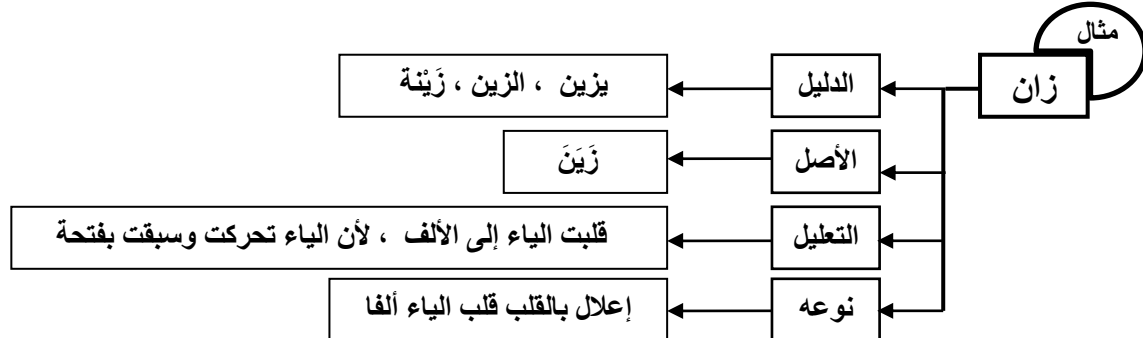 مثال
زان
الدليل
يزين ، الزين ، زَيْنة
الأصل
زَيَنَ
التعليل
قلبت الياء إلى الألف ، لأن الياء تحركت وسبقت بفتحة
نوعه
إعلال بالقلب قلب الياء ألفا